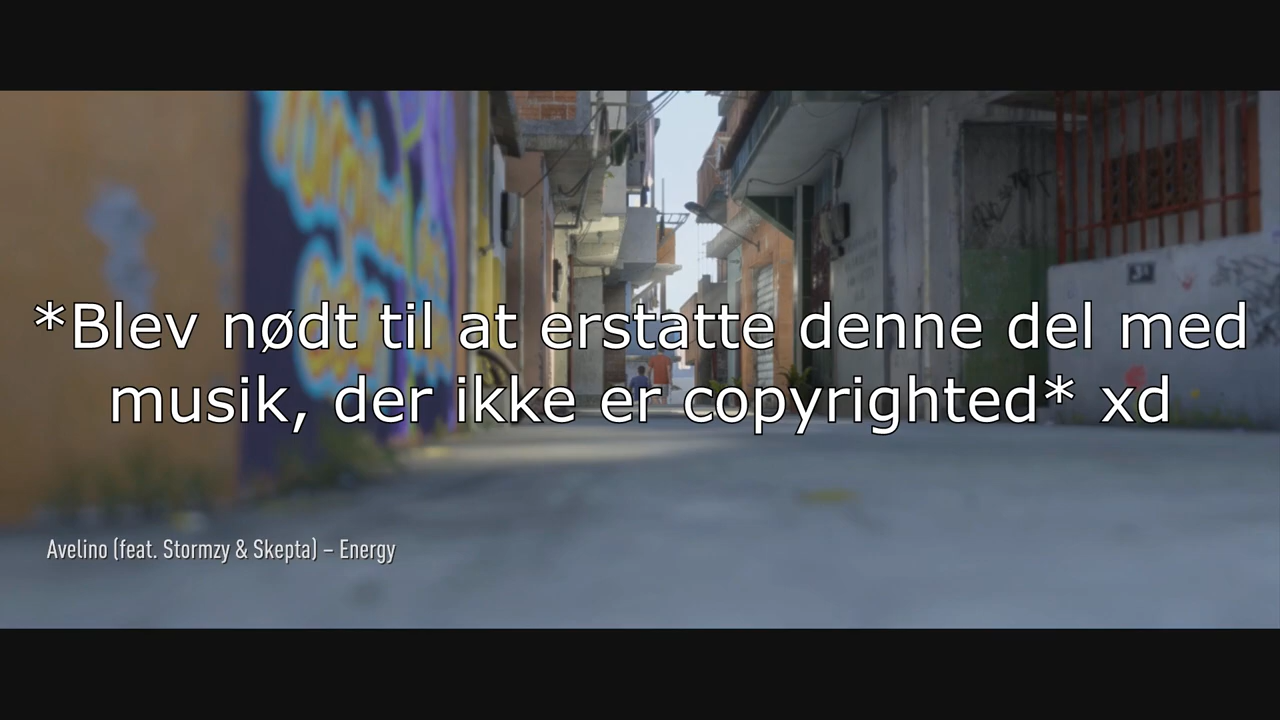 *Blev nødt til at erstatte denne del med
musik, der ikke er copyrighted* xd
Avelino (feat. Stormzy & Skepta) – Energy